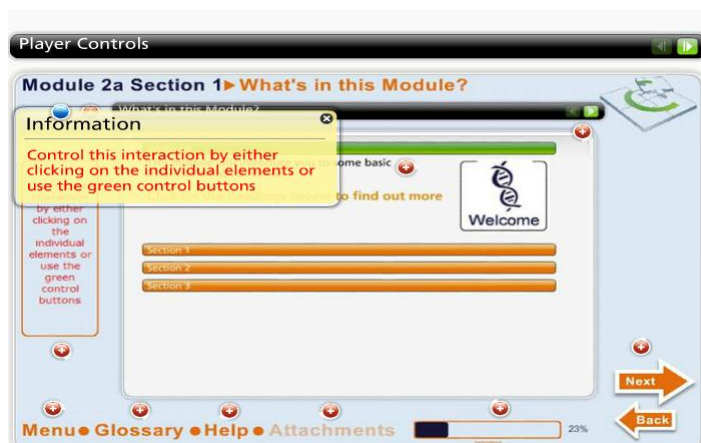 Player Controls
Module 2a Section 1▸What's in this Module?
What's in this Module?
Information
Control this interaction by either
clicking on the individual elements or
use the green control buttons
you to some basic
to find out more
Welcome
by either
clicking on
the
individual
elements or
use the
green
control
buttons
Section 1
Section 2
Section 3
Next
Back
Menu● Glossary ●Help● Attachments
23%